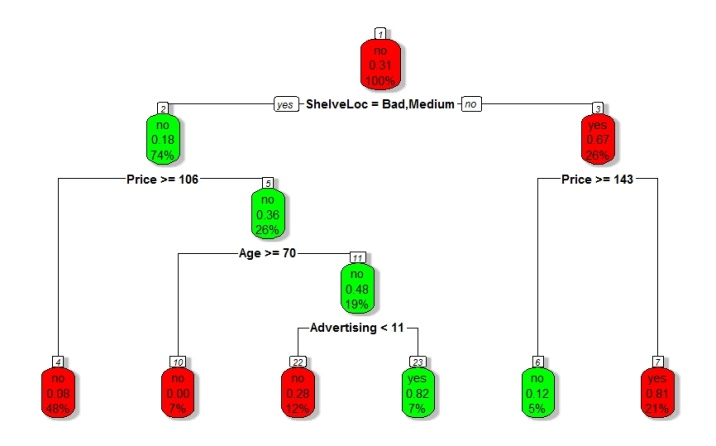 1
no
0.31
100%
yes ShelveLoc = Bad,Medium no
2
no
0.18
74%
3
yes
0.67
26%
Price >= 106
Price >= 143
5
no
0.36
26%
Age >= 70
11
no
0.48
19%
Advertising < 11
4
no
0.08
48%
10
no
0.00
7%
22
no
0.28
12%
23
yes
0.82
7%
6
no
0.12
5%
7
yes
0.81
21%